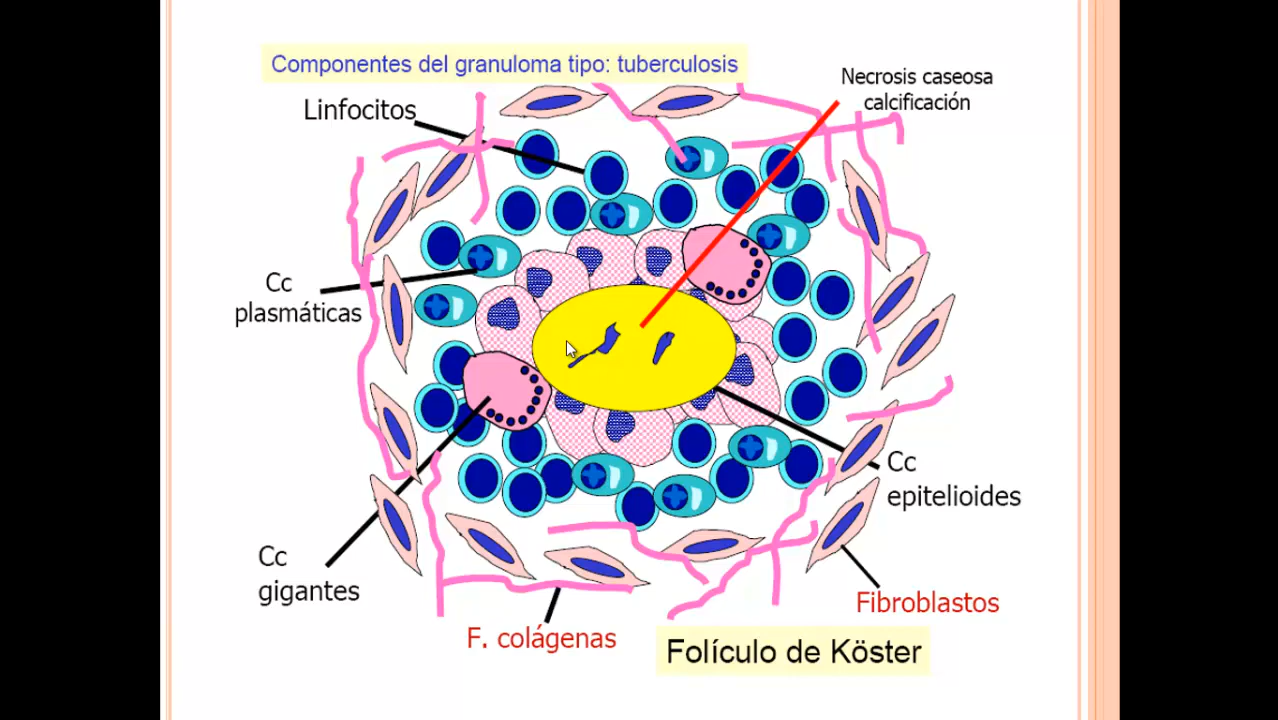 Componentes del granuloma tipo: tuberculosis
Necrosis caseosa
calcificación
Linfocitos
Cc
plasmáticas
Cc
epitelioides
Cc
gigantes
Fibroblastos
F. colágenas
Folículo de Köster